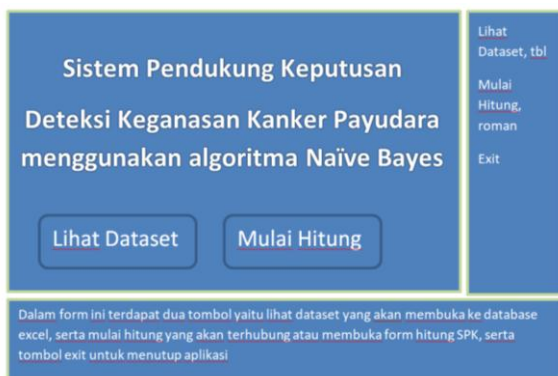 Sistem Pendukung Keputusan
Deteksi Keganasan Kanker Payudara
menggunakan algoritma Naïve Bayes
Lihat Dataset
Mulai Hitung
Lihat
Dataset, tbl
Mulai
Hitung,
roman
Exit
Dalam form ini terdapat dua tombol yaitu lihat dataset yang akan membuka ke database
excel, serta mulai hitung yang akan terhubung atau membuka form hitung SPK, serta
tombol exit untuk menutup aplikasi